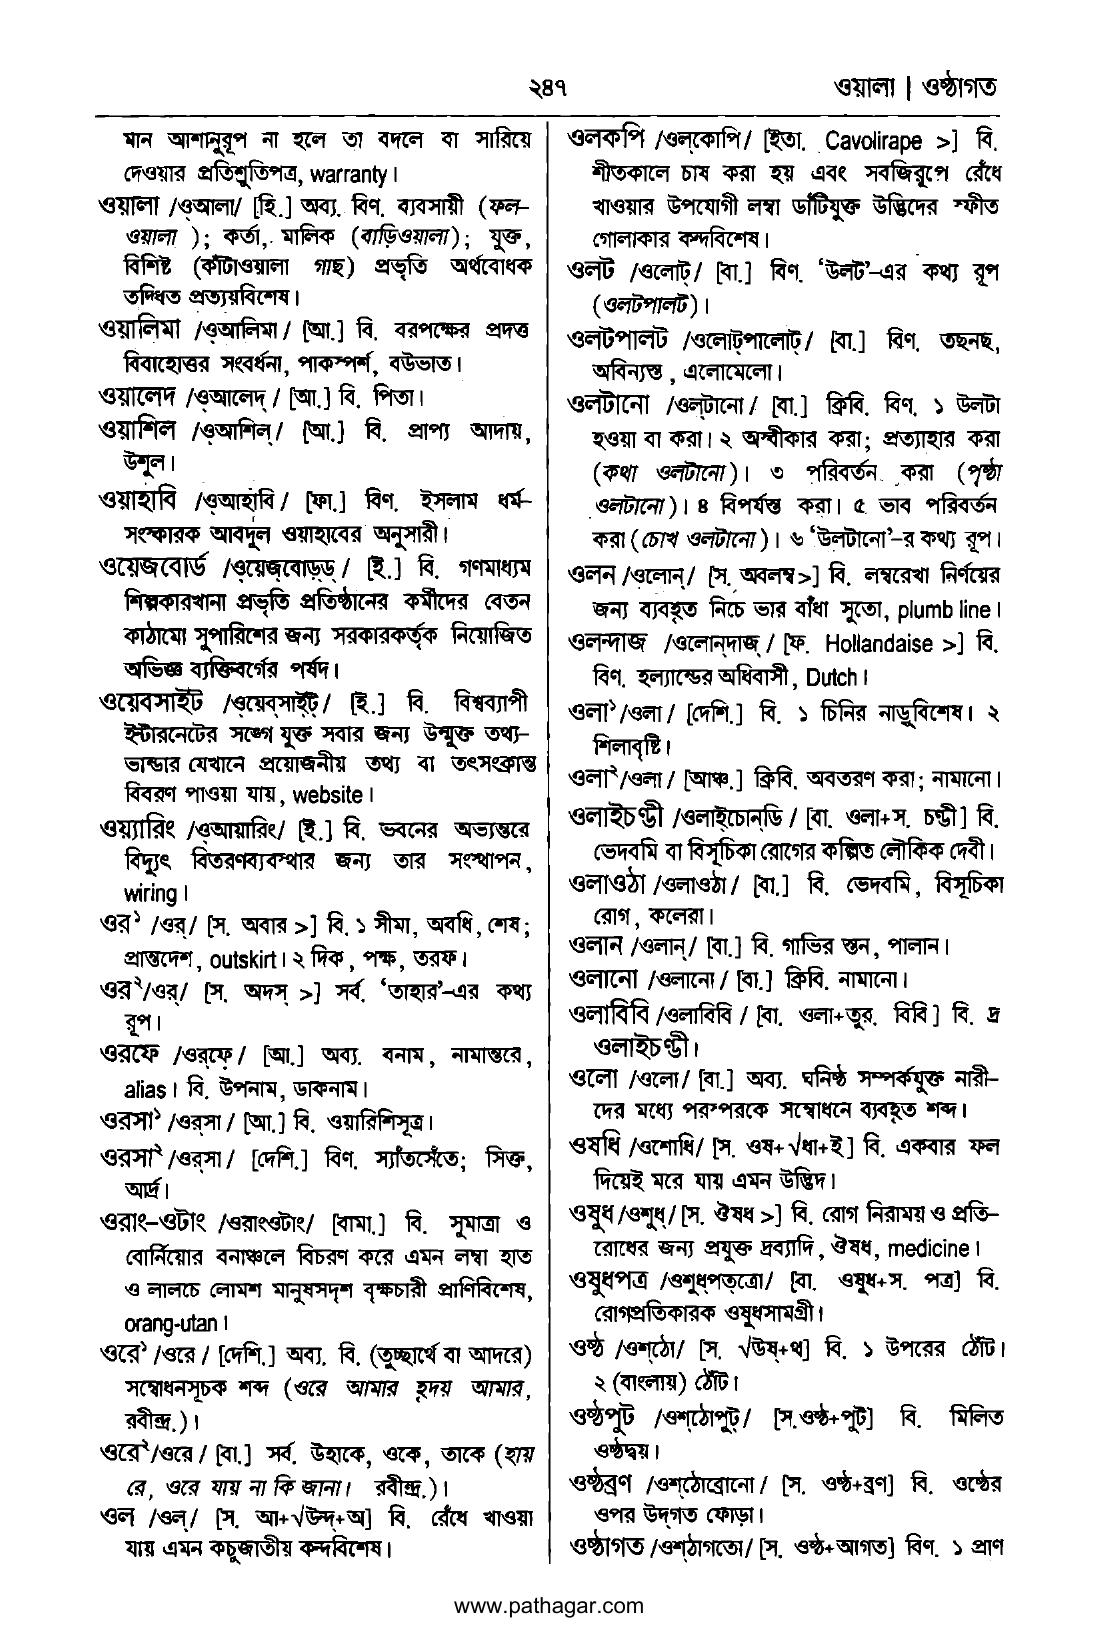 ২৪৭
ওয়ালা | ওষ্ঠাগত
মান আশানুরূপ না হলে তা বদলে বা সারিয়ে
দেওয়ার প্রতিশ্রুতিপত্র, warranty।
ওয়ালা /ওআলা/ [হি.] অব্য. বিণ. ব্যবসায়ী (ফল-
ওয়ালা ); কর্তা,. মালিক (বাড়িওয়ালা); যুক্ত,
বিশিষ্ট (কাঁটাওয়ালা গাছ) প্রভৃতি অর্থবোধক
তদ্ধিত প্রত্যয়বিশেষ।
ওয়ালিমা /ওআলিমা/ [আ.] বি. বরপক্ষের প্রদত্ত
বিবাহোত্তর সংবর্ধনা, পাকস্পর্শ, বউভাত।
ওয়ালেদ /ওআলেদ্/ [আ.] বি. পিতা।
ওয়াশিল /ওআশিল্/ [আ.] বি. প্রাপ্য আদায়,
উশুল।
ওয়াহাবি /ওআহাবি/ [ফা.] বিণ. ইসলাম ধর্ম-
সংস্কারক আবদুল ওয়াহাবের অনুসারী।
ওয়েজবোর্ড /ওয়েজ্‌বোর্ড্/ [ই.] বি. গণমাধ্যম
শিল্পকারখানা প্রভৃতি প্রতিষ্ঠানের কর্মীদের বেতন
কাঠামো সুপারিশের জন্য সরকারকর্তৃক নিয়োজিত
অভিজ্ঞ ব্যক্তিবর্গের পর্ষদ।
ওয়েবসাইট /ওয়েব্‌সাইট্/ [ই.] বি. বিশ্বব্যাপী
ইন্টারনেটের সঙ্গে যুক্ত সবার জন্য উন্মুক্ত তথ্য-
ভান্ডার যেখানে প্রয়োজনীয় তথ্য বা তৎসংক্রান্ত
বিবরণ পাওয়া যায়, website।
ওয়্যারিং /ওআয়ারিং/ [ই.] বি. ভবনের অভ্যন্তরে
বিদ্যুৎ বিতরণব্যবস্থার জন্য তার সংস্থাপন,
wiring।
ওর১ /ওর্/ [স. অবার >] বি. ১ সীমা, অবধি, শেষ;
প্রান্তদেশ, outskirt। ২ দিক, পক্ষ, তরফ।
ওর২/ওর্/ [স. অদস্ >] সর্ব. ‘তাহার’-এর কথ্য
রূপ।
ওরফে /ওর্‌ফে/ [আ.] অব্য. বনাম, নামান্তরে,
alias। বি. উপনাম, ডাকনাম।
ওরসা১ /ওর্‌সা/ [আ.] বি. ওয়ারিশিসূত্র।
ওরসা২ /ওর্‌সা/ [দেশি.] বিণ. স্যাঁতসেঁতে; সিক্ত,
আর্দ্র।
ওরাং-ওটাং /ওরাংওটাং/ [বামা.] বি. সুমাত্রা ও
বোর্নিয়োর বনাঞ্চলে বিচরণ করে এমন লম্বা হাত
ও লালচে লোমশ মানুষসদৃশ বৃক্ষচারী প্রাণিবিশেষ,
orang-utan।
ওরে১ /ওরে/ [দেশি.] অব্য. বি. (তুচ্ছার্থে বা আদরে)
সম্বোধনসূচক শব্দ (ওরে আমার হৃদয় আমার,
রবীন্দ্র.)।
ওরে২/ওরে/ [বা.] সর্ব. উহাকে, ওকে, তাকে (হায়
রে, ওরে যায় না কি জানা। রবীন্দ্র.)।
ওল /ওল্/ [স. আ+√উন্দ্+অ] বি. রেঁধে খাওয়া
যায় এমন কচুজাতীয় কন্দবিশেষ।
ওলকপি /ওল্‌কোপি/ [ইতা. Cavolirape >] বি.
শীতকালে চাষ করা হয় এবং সবজিরূপে রেঁধে
খাওয়ার উপযোগী লম্বা ডাঁটিযুক্ত উদ্ভিদের স্ফীত
গোলাকার কন্দবিশেষ।
ওলট /ওলোট্/ [বা.] বিণ. ‘উলট’-এর কথ্য রূপ
(ওলটপালট)।
ওলটপালট /ওলোট্‌পালোট্/ [বা.] বিণ. তছনছ,
অবিন্যস্ত, এলোমেলো।
ওলটানো /ওল্‌টানো/ [বা.] ক্রিবি. বিণ. ১ উলটা
হওয়া বা করা। ২ অস্বীকার করা; প্রত্যাহার করা
(কথা ওলটানো)। ৩ পরিবর্তন করা (পৃষ্ঠা
ওলটানো)। ৪ বিপর্যস্ত করা। ৫ ভাব পরিবর্তন
করা (চোখ ওলটানো)। ৬ ‘উলটানো’-র কথ্য রূপ।
ওলন /ওলোন্/ [স. অবলম্ব>] বি. লম্বরেখা নির্ণয়ের
জন্য ব্যবহৃত নিচে ভার বাঁধা সুতো, plumb line।
ওলন্দাজ /ওলোন্‌দাজ্/ [ফ. Hollandaise >] বি.
বিণ. হল্যান্ডের অধিবাসী, Dutch।
ওলা১/ওলা/ [দেশি.] বি. ১ চিনির নাড়ুবিশেষ। ২
শিলাবৃষ্টি।
ওলা২/ওলা/ [আঞ্চ.] ক্রিবি. অবতরণ করা; নামানো।
ওলাইচণ্ডী /ওলাইচোন্‌ডি/ [বা. ওলা+স. চণ্ডী] বি.
ভেদবমি বা বিসূচিকা রোগের কল্পিত লৌকিক দেবী।
ওলাওঠা /ওলাওঠা/ [বা.] বি. ভেদবমি, বিসূচিকা
রোগ, কলেরা।
ওলান /ওলান্/ [বা.] বি. গাভির স্তন, পালান।
ওলানো /ওলানো/ [বা.] ক্রিবি. নামানো।
ওলাবিবি /ওলাবিবি/ [বা. ওলা+তুর. বিবি] বি. দ্র
ওলাইচণ্ডী।
ওলো /ওলো/ [বা.] অব্য. ঘনিষ্ঠ সম্পর্কযুক্ত নারী-
দের মধ্যে পরস্পরকে সম্বোধনে ব্যবহৃত শব্দ।
ওষধি /ওশোধি/ [স. ওষ+√ধা+ই] বি. একবার ফল
দিয়েই মরে যায় এমন উদ্ভিদ।
ওষুধ /ওশুধ্/ [স. ঔষধ >] বি. রোগ নিরাময় ও প্রতি-
রোধের জন্য প্রযুক্ত দ্রব্যাদি, ঔষধ, medicine।
ওষুধপত্র /ওশুধ্‌পত্‌ত্রো/ [বা. ওষুধ+স. পত্র] বি.
রোগপ্রতিকারক ওষুধসামগ্রী।
ওষ্ঠ /ওশ্‌ঠো/ [স. √উষ্+থ] বি. ১ উপরের ঠোঁট।
২ (বাংলায়) ঠোঁট।
ওষ্ঠপুট /ওশ্‌ঠোপুট্/ [স.ওষ্ঠ+পুট] বি. মিলিত
ওষ্ঠদ্বয়।
ওষ্ঠব্রণ /ওশ্‌ঠোব্রোনো/ [স. ওষ্ঠ+ব্রণ] বি. ওষ্ঠের
ওপর উদ্‌গত ফোড়া।
ওষ্ঠাগত /ওশ্‌ঠাগতো/ [স. ওষ্ঠ+আগত] বিণ. ১ প্রাণ
www.pathagar.com